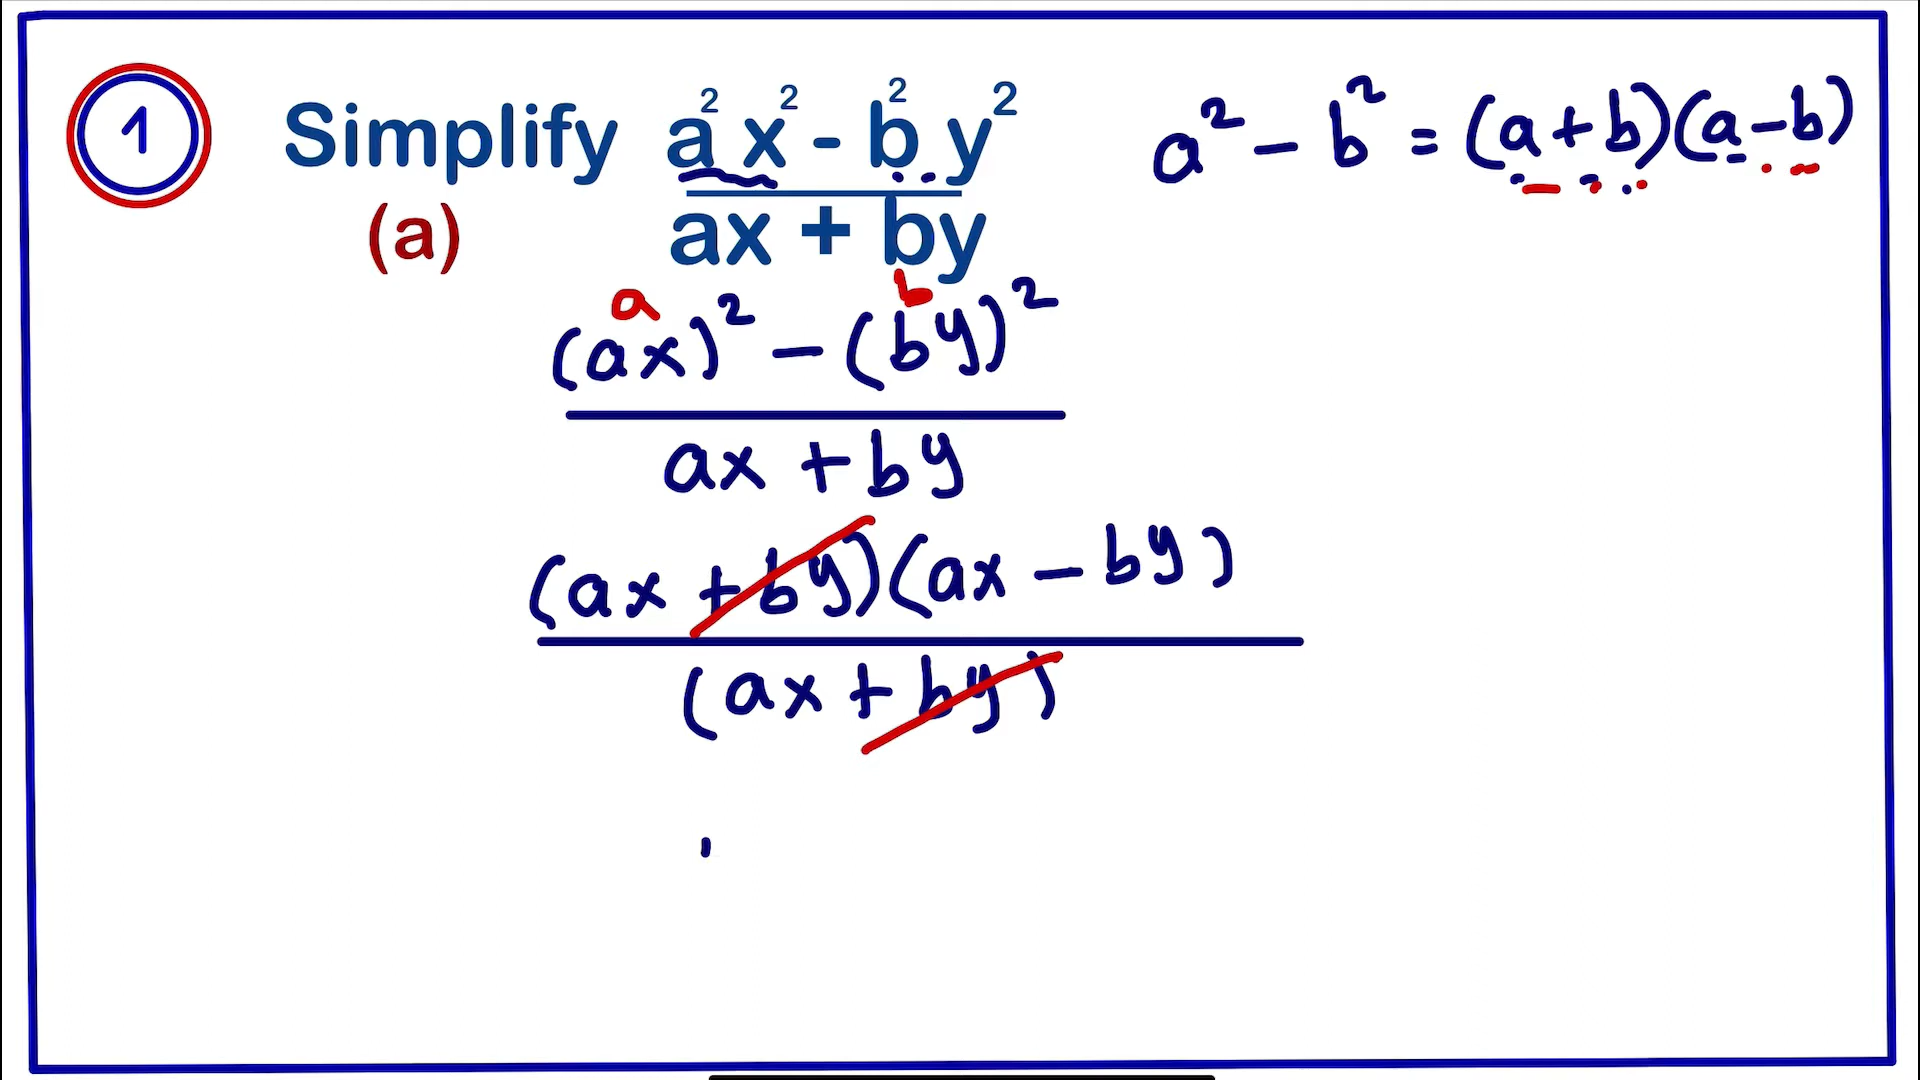 1
Simplify a²x² - b²y²
a² - b² = (a+b)(a-b)
(a) ax + by
a b
(ax)² - (by)²
ax + by
(ax + by)(ax - by)
(ax + by)